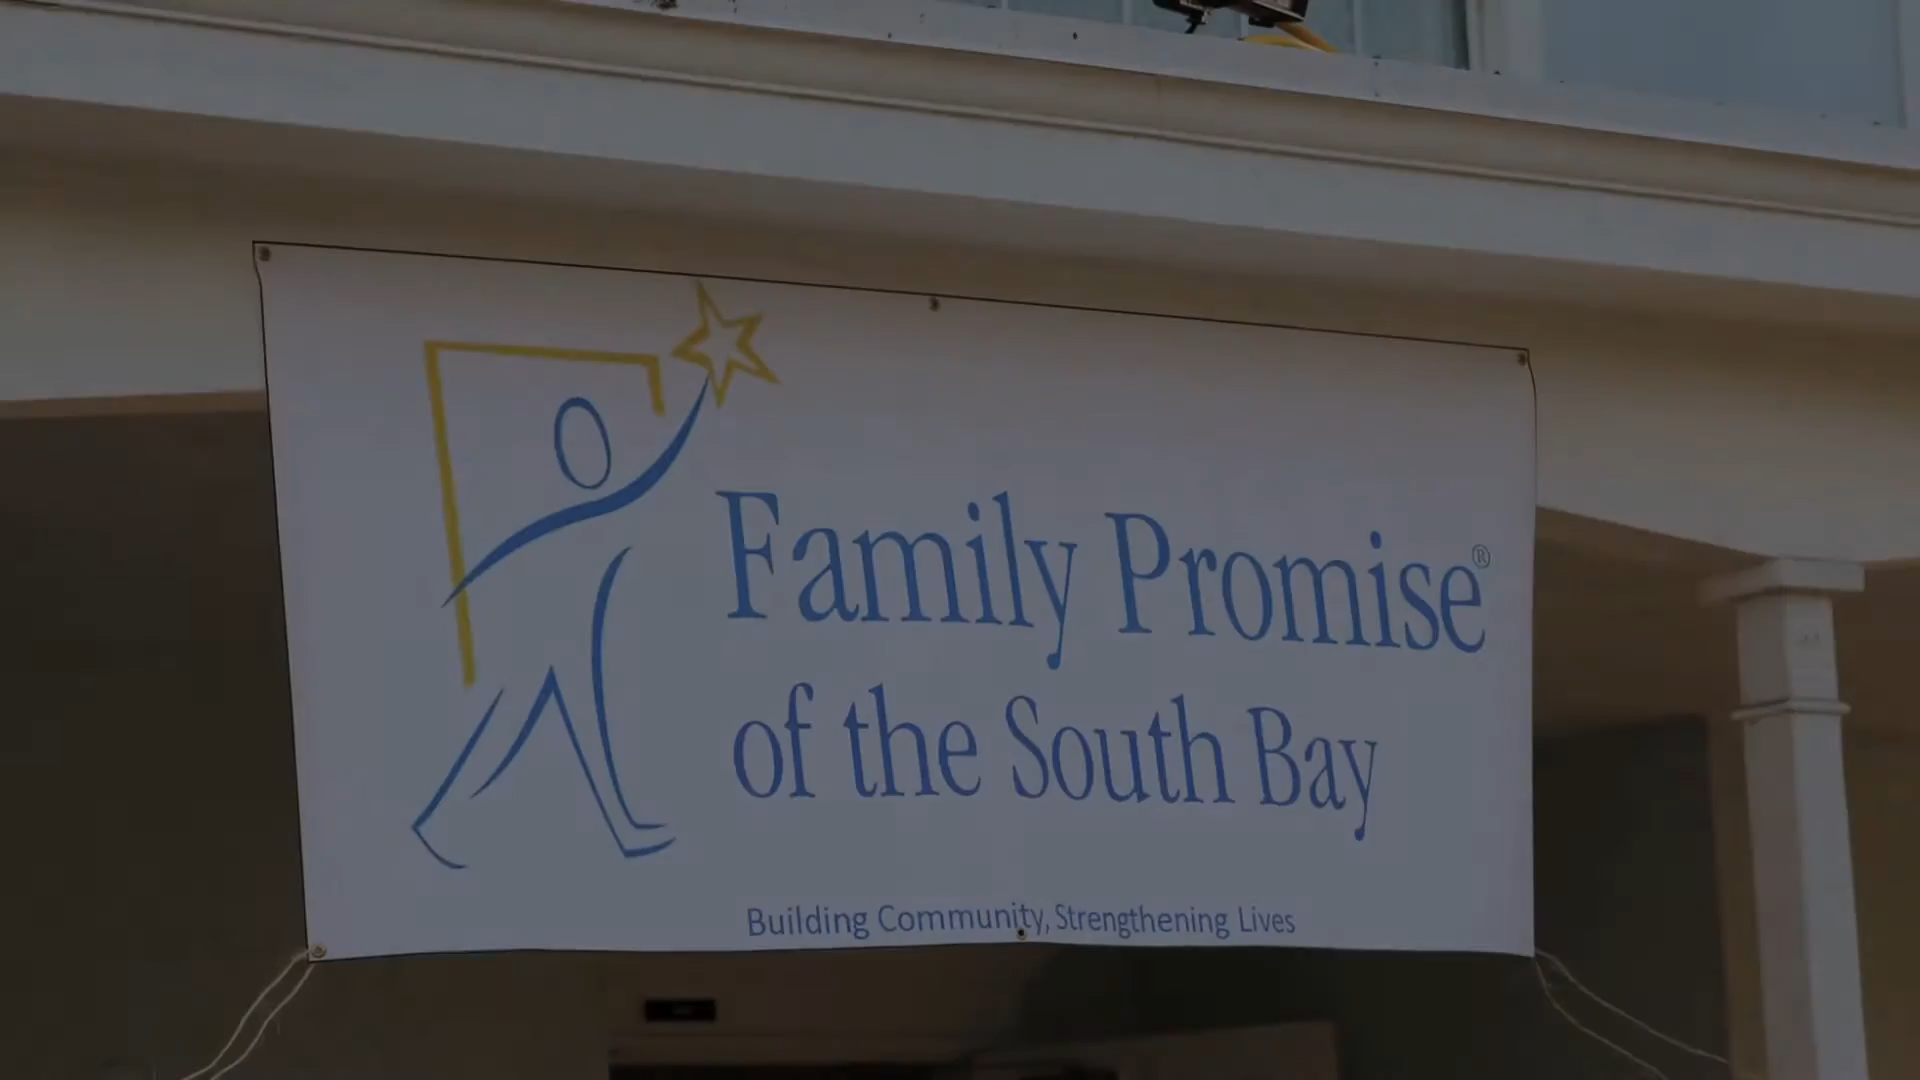 Family Promise®
of the South Bay
Building Community, Strengthening Lives